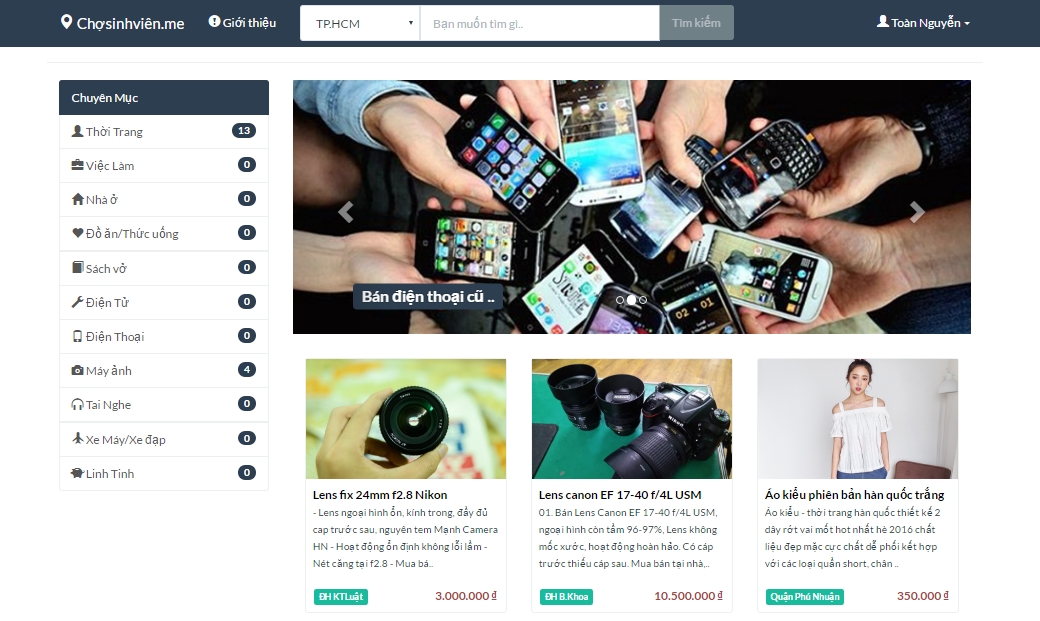 Chợsinhviên.me
Giới thiệu
TP.HCM
Bạn muốn tìm gì..
Tìm kiếm
Toàn Nguyễn
Chuyên Mục
Thời Trang 13
Việc Làm 0
Nhà ở 0
Đồ ăn/Thức uống 0
Sách vở 0
Điện Tử 0
Điện Thoại 0
Máy ảnh 4
Tai Nghe 0
Xe Máy/Xe đạp 0
Linh Tinh 0
Bán điện thoại cũ ..
Lens fix 24mm f2.8 Nikon
- Lens ngoại hình ổn, kính trong, đầy đủ
cap trước sau, nguyên tem Mạnh Camera
HN - Hoạt động ổn định không lỗi lầm -
Nét căng tại f2.8 - Mua bá..
ĐH KTLuật
3.000.000 ₫
Lens canon EF 17-40 f/4L USM
01. Bán Lens Canon EF 17-40 f/4L USM,
ngoại hình còn tầm 96-97%, Lens không
mốc xước, hoạt động hoàn hảo. Có cáp
trước thiếu cáp sau. Mua bán tại nhà,..
ĐH B.Khoa
10.500.000 ₫
Áo kiểu phiên bản hàn quốc trắng
Áo kiểu - thời trang hàn quốc thiết kế 2
dây rớt vai mốt hot nhất hè 2016 chất
liệu đẹp mặc cực chất dễ phối kết hợp
với các loại quần short, chân ..
Quận Phú Nhuận
350.000 ₫